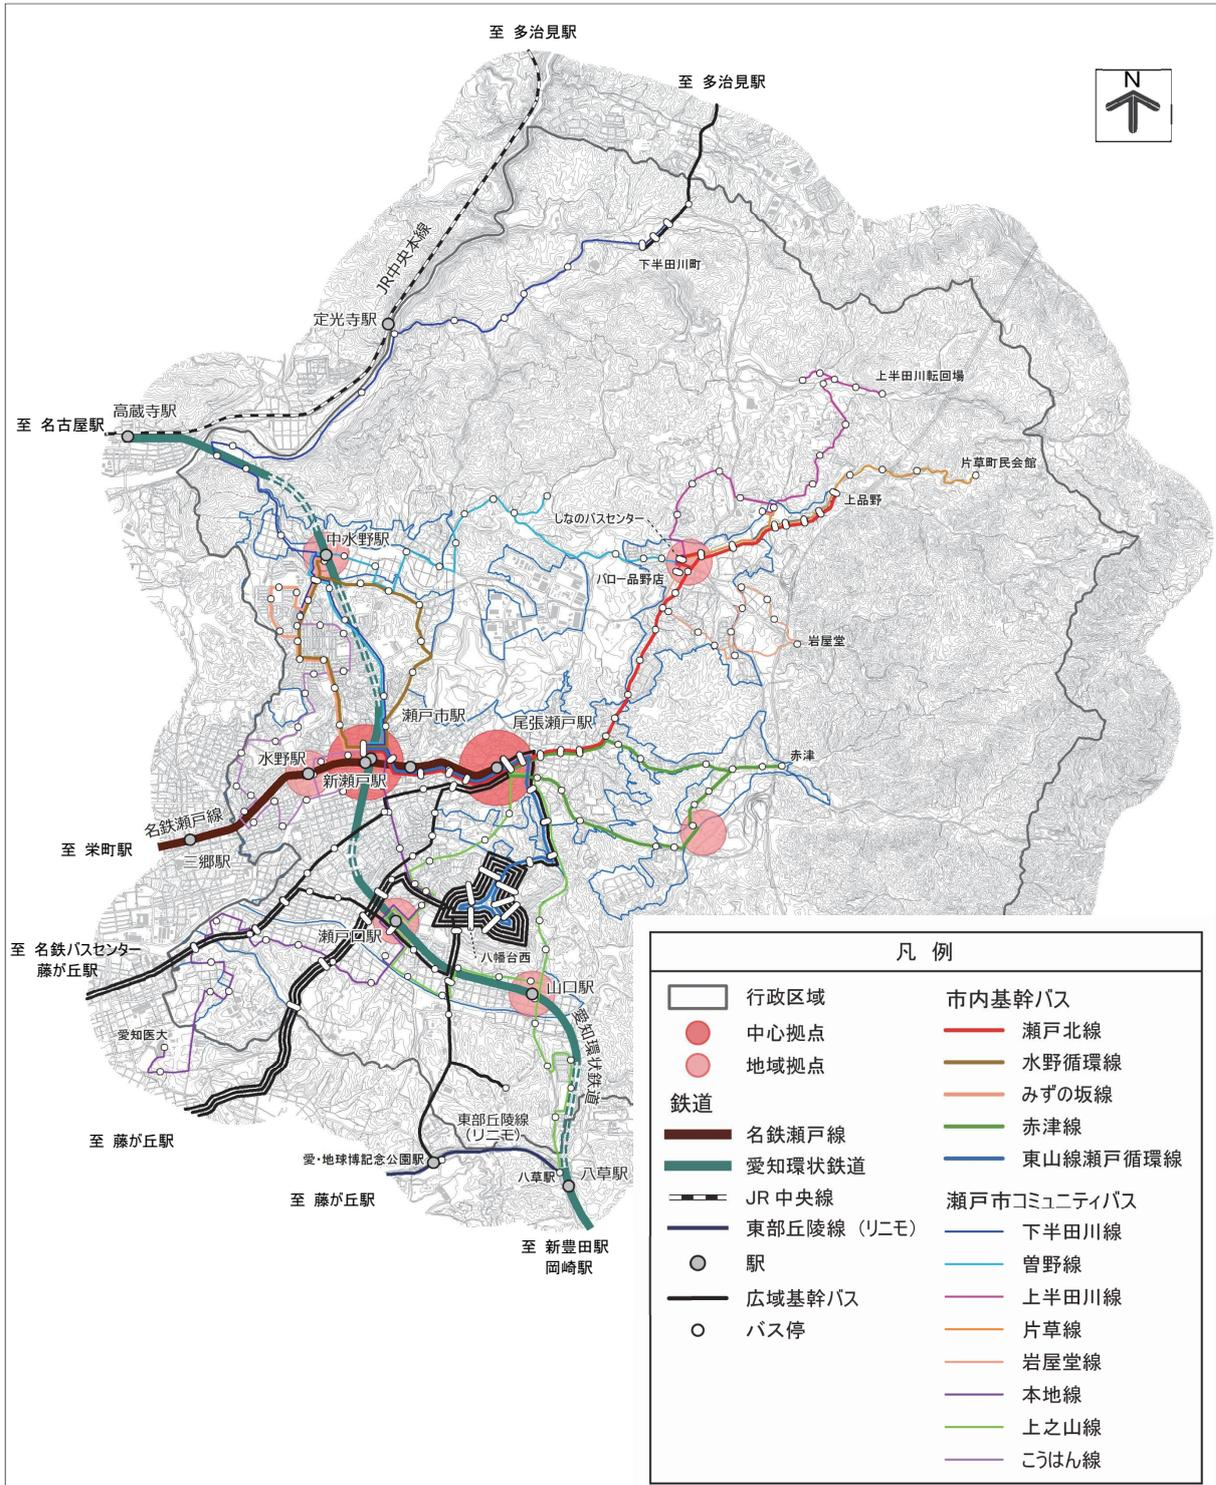 至 多治見駅
至 多治見駅
N
JR中央本線
下半田川町
定光寺駅
上半田川転回場
高蔵寺駅
至 名古屋駅
片草町民会館
上品野
しなのバスセンター
中水野駅
バロー品野店
岩屋堂
瀬戸市駅
尾張瀬戸駅
水野駅
赤津
新瀬戸駅
名鉄瀬戸線
至 栄町駅
三郷駅
瀬戸口駅
至 名鉄バスセンター
藤が丘駅
八幡台西
山口駅
愛知医大
愛知環状鉄道
東部丘陵線
(リニモ)
至 藤が丘駅
愛・地球博記念公園駅
八草駅
八草駅
至 藤が丘駅
至 新豊田駅
岡崎駅
凡 例
行政区域
中心拠点
地域拠点
鉄道
名鉄瀬戸線
愛知環状鉄道
JR中央線
東部丘陵線 (リニモ)
駅
広域基幹バス
バス停
市内基幹バス
瀬戸北線
水野循環線
みずの坂線
赤津線
東山線瀬戸循環線
瀬戸市コミュニティバス
下半田川線
曽野線
上半田川線
片草線
岩屋堂線
本地線
上之山線
こうはん線